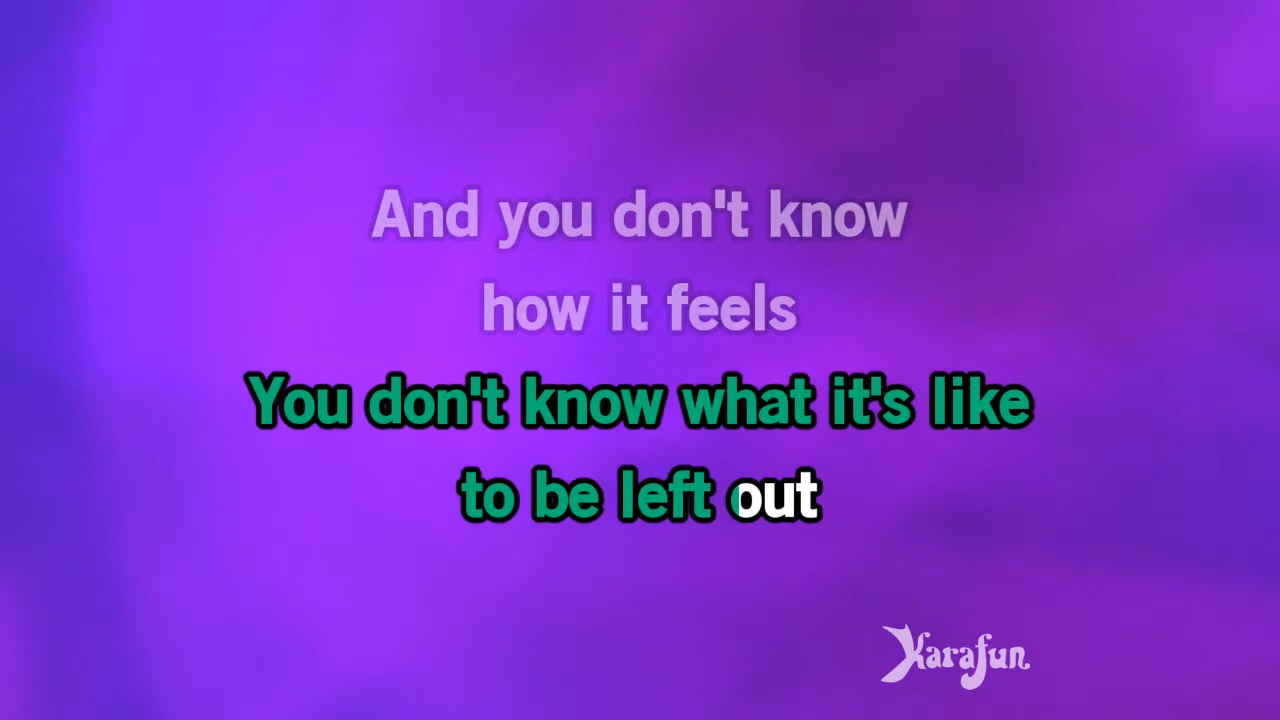 And you don't know
how it feels
You don't know what it's like
to be left out
Karafun